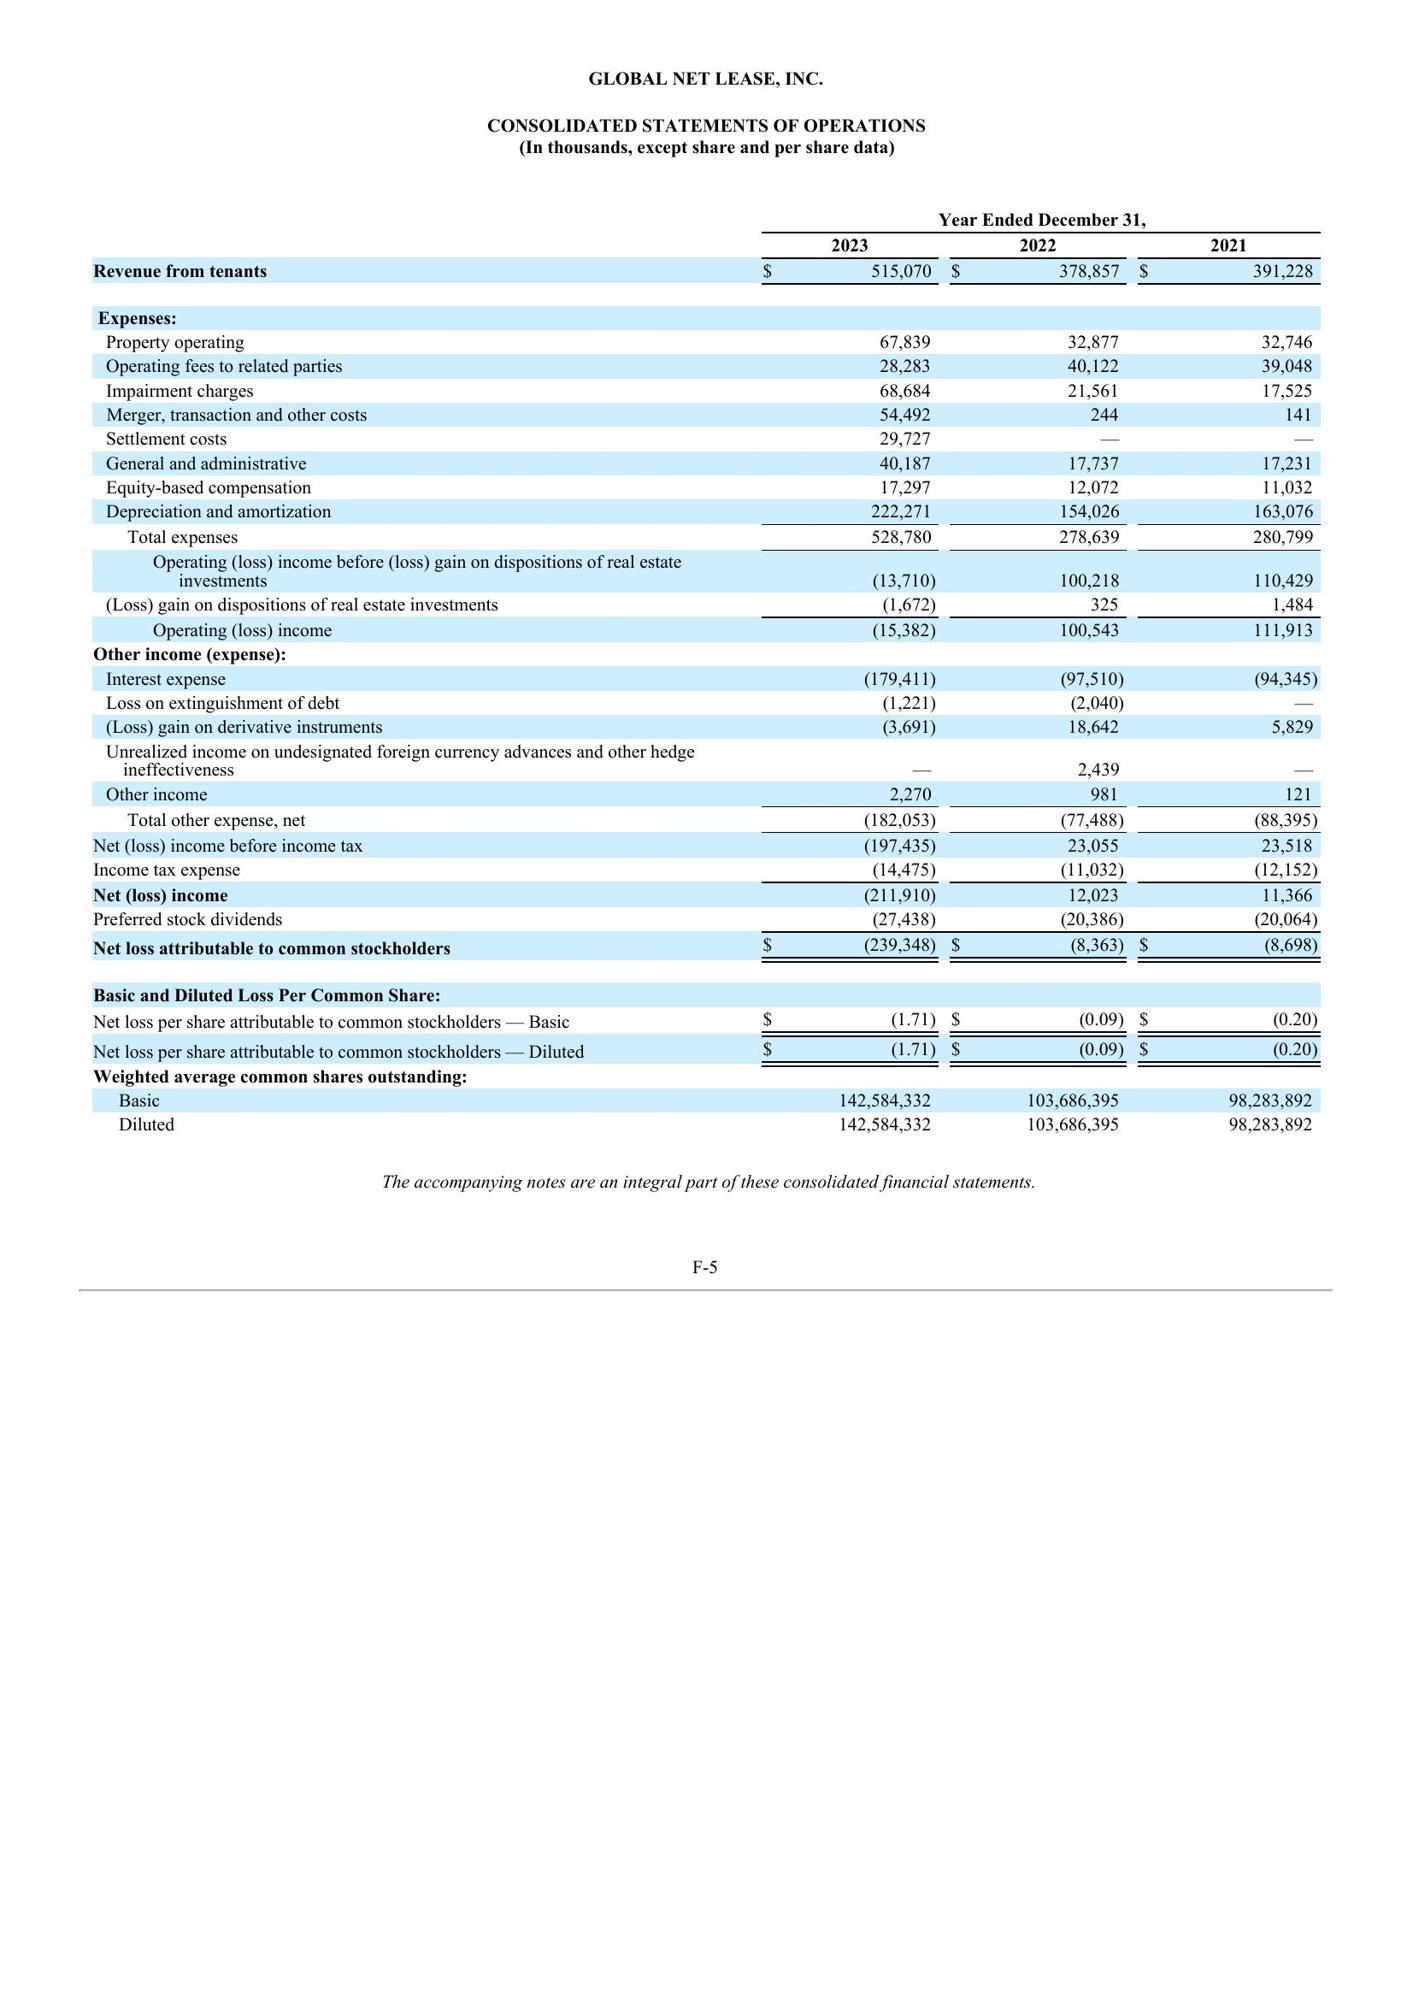 GLOBAL NET LEASE, INC.
CONSOLIDATED STATEMENTS OF OPERATIONS
(In thousands, except share and per share data)
Year Ended December 31,
2023 2022 2021
Revenue from tenants $ 515,070 $ 378,857 $ 391,228
Expenses:
Property operating 67,839 32,877 32,746
Operating fees to related parties 28,283 40,122 39,048
Impairment charges 68,684 21,561 17,525
Merger, transaction and other costs 54,492 244 141
Settlement costs 29,727 — —
General and administrative 40,187 17,737 17,231
Equity-based compensation 17,297 12,072 11,032
Depreciation and amortization 222,271 154,026 163,076
Total expenses 528,780 278,639 280,799
Operating (loss) income before (loss) gain on dispositions of real estate
investments (13,710) 100,218 110,429
(Loss) gain on dispositions of real estate investments (1,672) 325 1,484
Operating (loss) income (15,382) 100,543 111,913
Other income (expense):
Interest expense (179,411) (97,510) (94,345)
Loss on extinguishment of debt (1,221) (2,040) —
(Loss) gain on derivative instruments (3,691) 18,642 5,829
Unrealized income on undesignated foreign currency advances and other hedge
ineffectiveness — 2,439 —
Other income 2,270 981 121
Total other expense, net (182,053) (77,488) (88,395)
Net (loss) income before income tax (197,435) 23,055 23,518
Income tax expense (14,475) (11,032) (12,152)
Net (loss) income (211,910) 12,023 11,366
Preferred stock dividends (27,438) (20,386) (20,064)
Net loss attributable to common stockholders $ (239,348) $ (8,363) $ (8,698)
Basic and Diluted Loss Per Common Share:
Net loss per share attributable to common stockholders — Basic $ (1.71) $ (0.09) $ (0.20)
Net loss per share attributable to common stockholders — Diluted $ (1.71) $ (0.09) $ (0.20)
Weighted average common shares outstanding:
Basic 142,584,332 103,686,395 98,283,892
Diluted 142,584,332 103,686,395 98,283,892
The accompanying notes are an integral part of these consolidated financial statements.
F-5